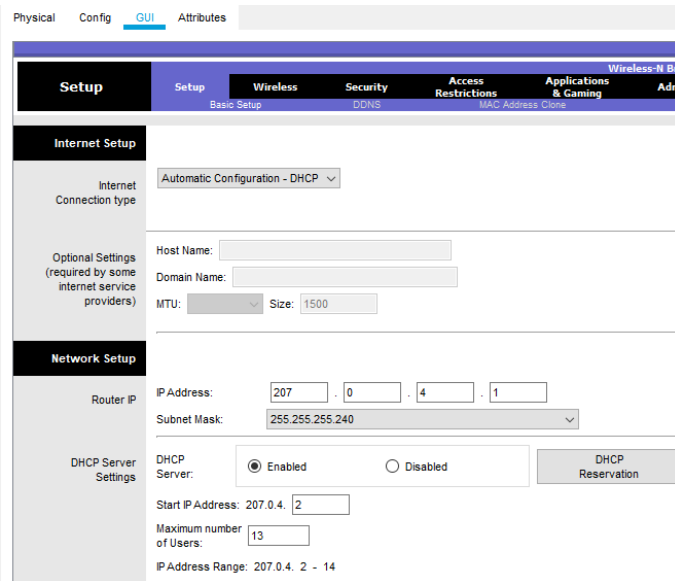 Physical Config GUI Attributes
Wireless-N B
Setup
Setup Wireless Security Access Restrictions Applications & Gaming Adr
Basic Setup DDNS MAC Address Clone
Internet Setup
Internet Connection type
Automatic Configuration - DHCP
Optional Settings
(required by some
internet service
providers)
Host Name:
Domain Name:
MTU: Size: 1500
Network Setup
Router IP
IP Address: 207 . 0 . 4 . 1
Subnet Mask: 255.255.255.240
DHCP Server
Settings
DHCP
Server: Enabled Disabled
DHCP
Reservation
Start IP Address: 207.0.4. 2
Maximum number
of Users: 13
IP Address Range: 207.0.4. 2 - 14